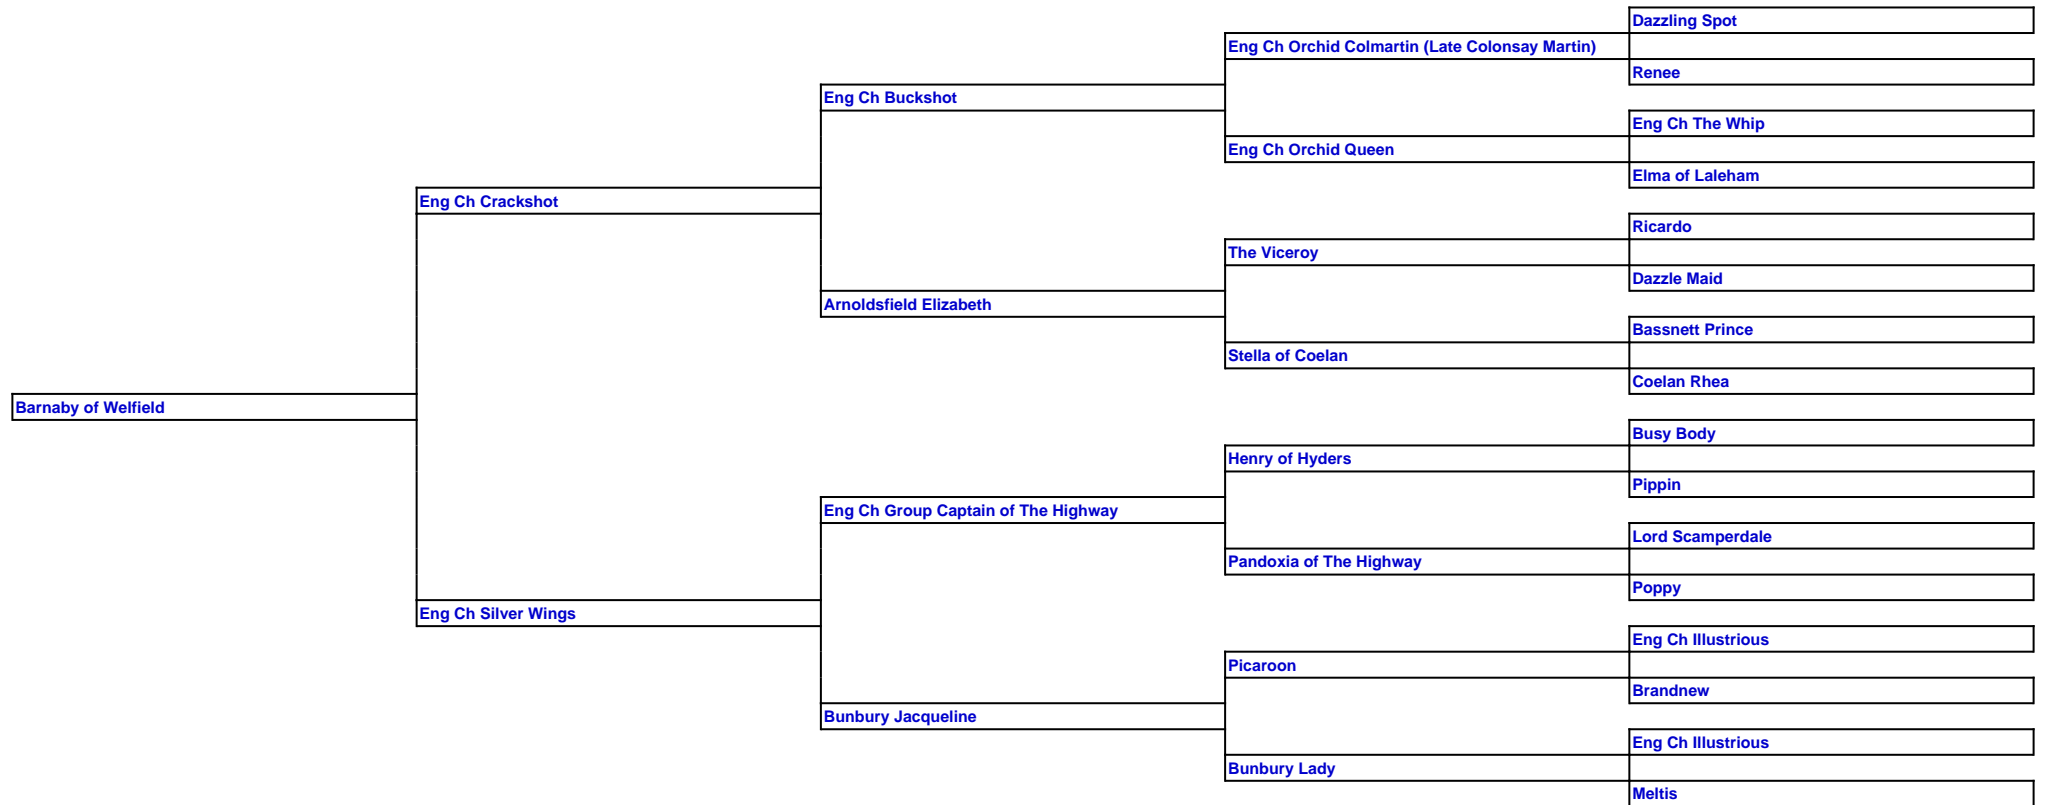 Dazzling Spot
Eng Ch Orchid Colmartin (Late Colonsay Martin)
Renee
Eng Ch Buckshot
Eng Ch The Whip
Eng Ch Orchid Queen
Elma of Laleham
Eng Ch Crackshot
Ricardo
The Viceroy
Dazzle Maid
Arnoldsfield Elizabeth
Bassnett Prince
Stella of Coelan
Coelan Rhea
Barnaby of Welfield
Busy Body
Henry of Hyders
Pippin
Eng Ch Group Captain of The Highway
Lord Scamperdale
Pandoxia of The Highway
Poppy
Eng Ch Silver Wings
Eng Ch Illustrious
Picaroon
Brandnew
Bunbury Jacqueline
Eng Ch Illustrious
Bunbury Lady
Meltis